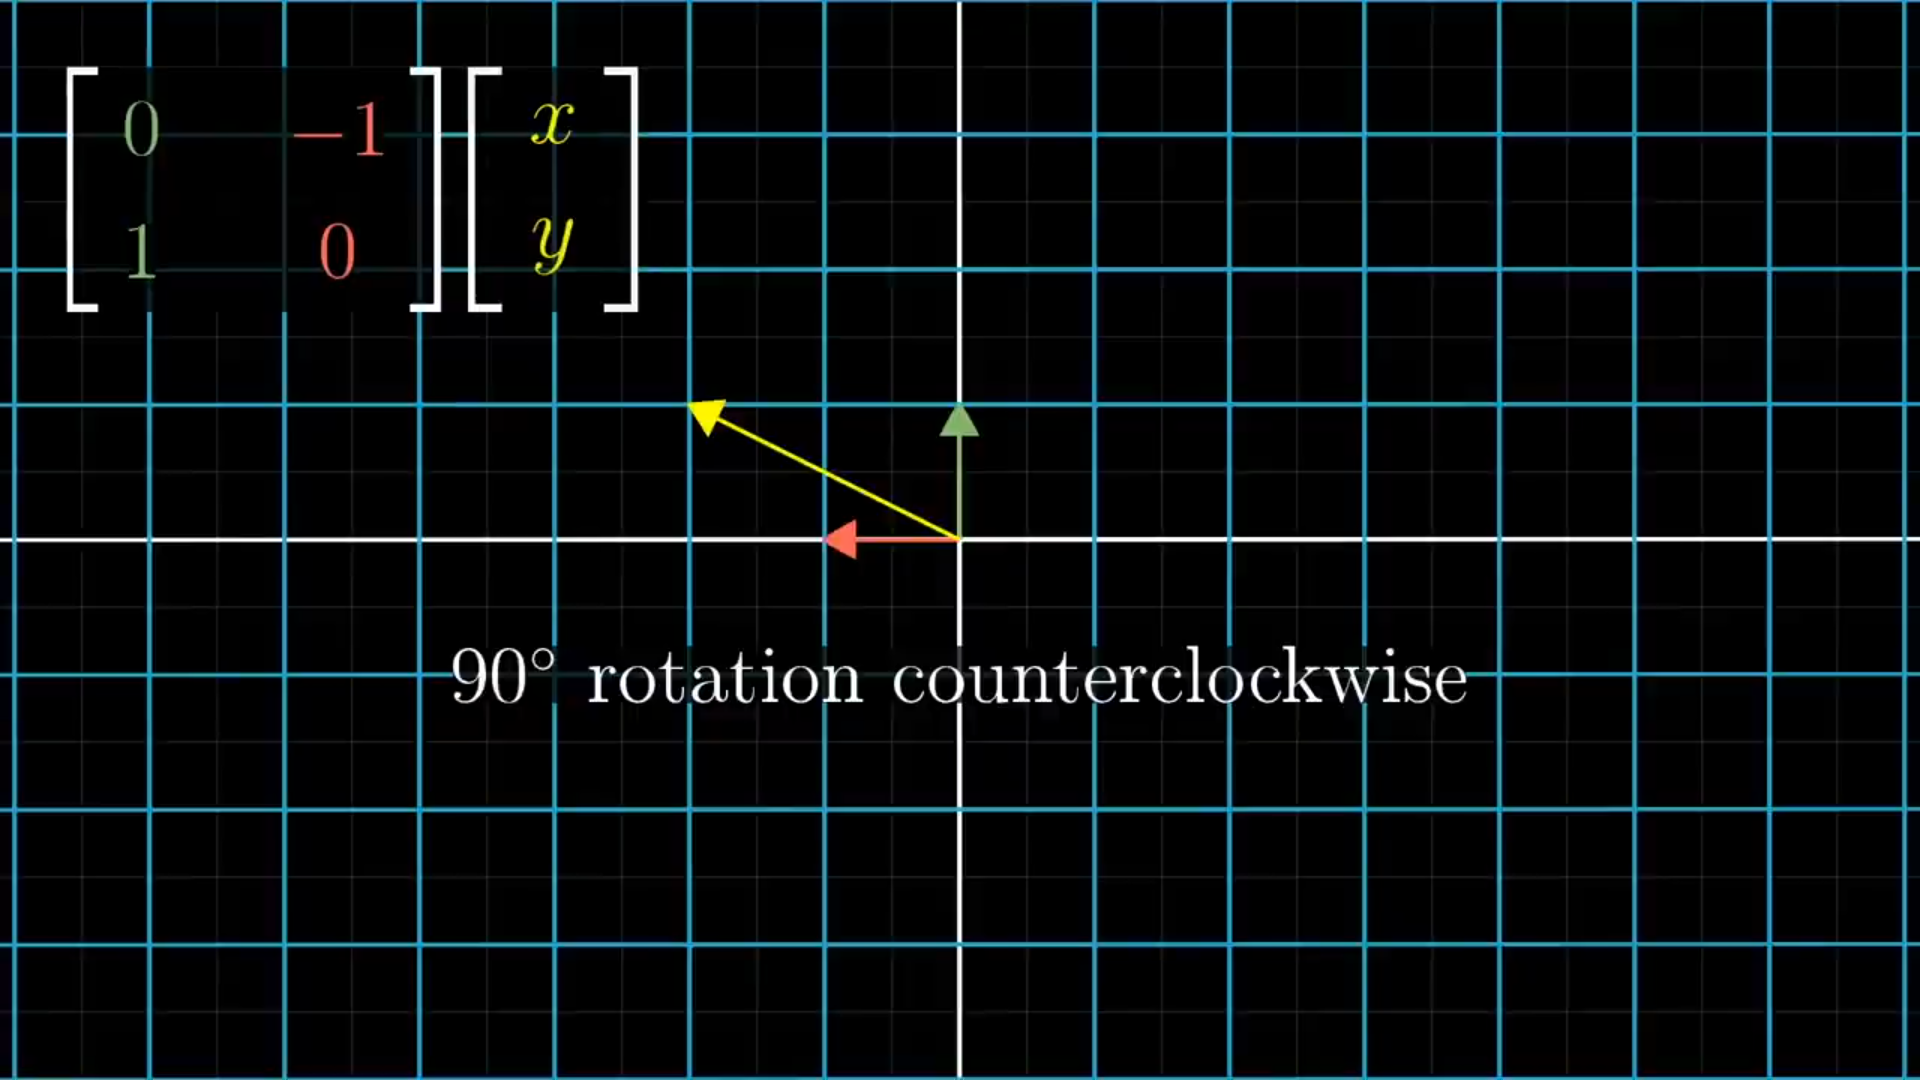 0 −1 x
1 0 y
90° rotation counterclockwise